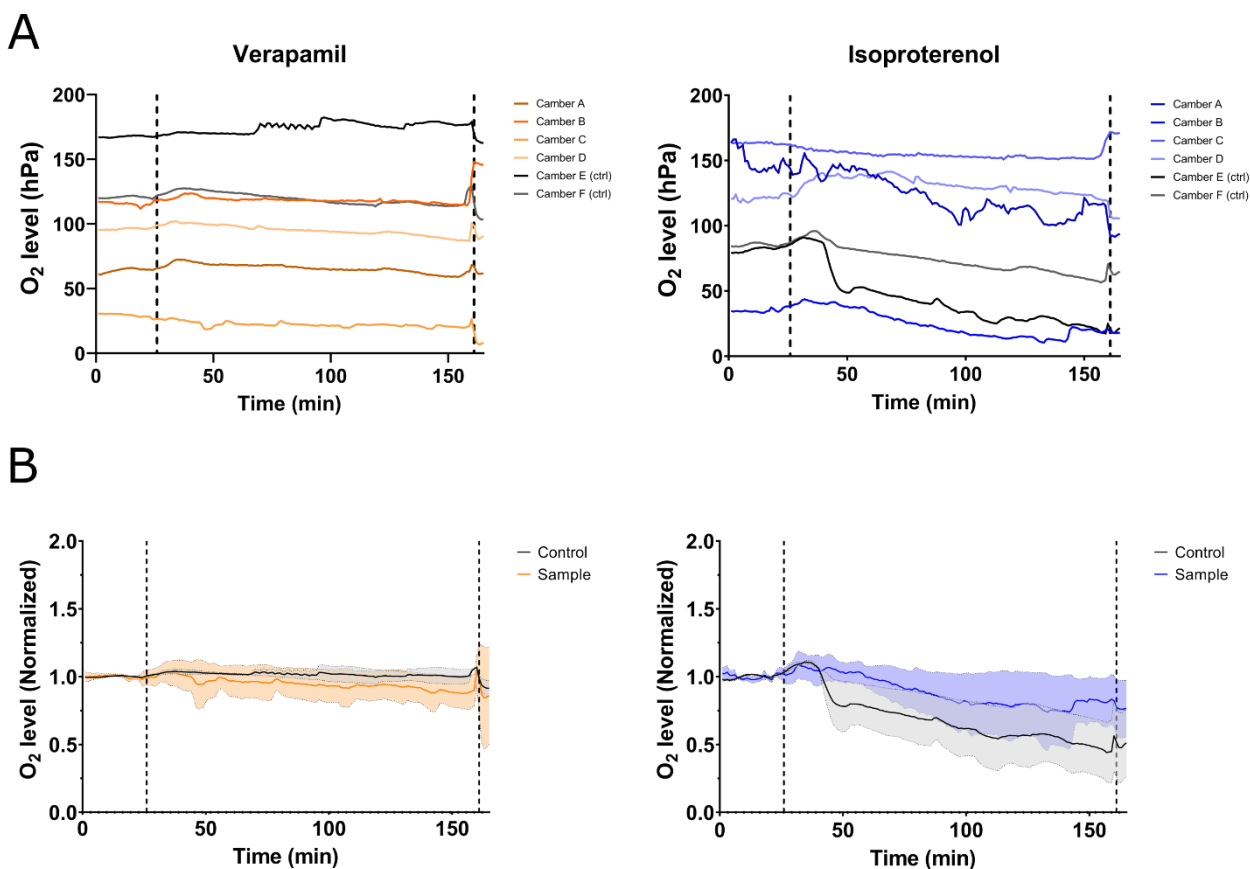 A
Verapamil
O2 level (hPa)
200
150
100
50
0
0 50 100 150
Time (min)
Camber A
Camber B
Camber C
Camber D
Camber E (ctrl)
Camber F (ctrl)
Isoproterenol
O2 level (hPa)
200
150
100
50
0
0 50 100 150
Time (min)
Camber A
Camber B
Camber C
Camber D
Camber E (ctrl)
Camber F (ctrl)
B
O2 level (Normalized)
2.0
1.5
1.0
0.5
0.0
0 50 100 150
Time (min)
Control
Sample
O2 level (Normalized)
2.0
1.5
1.0
0.5
0.0
0 50 100 150
Time (min)
Control
Sample